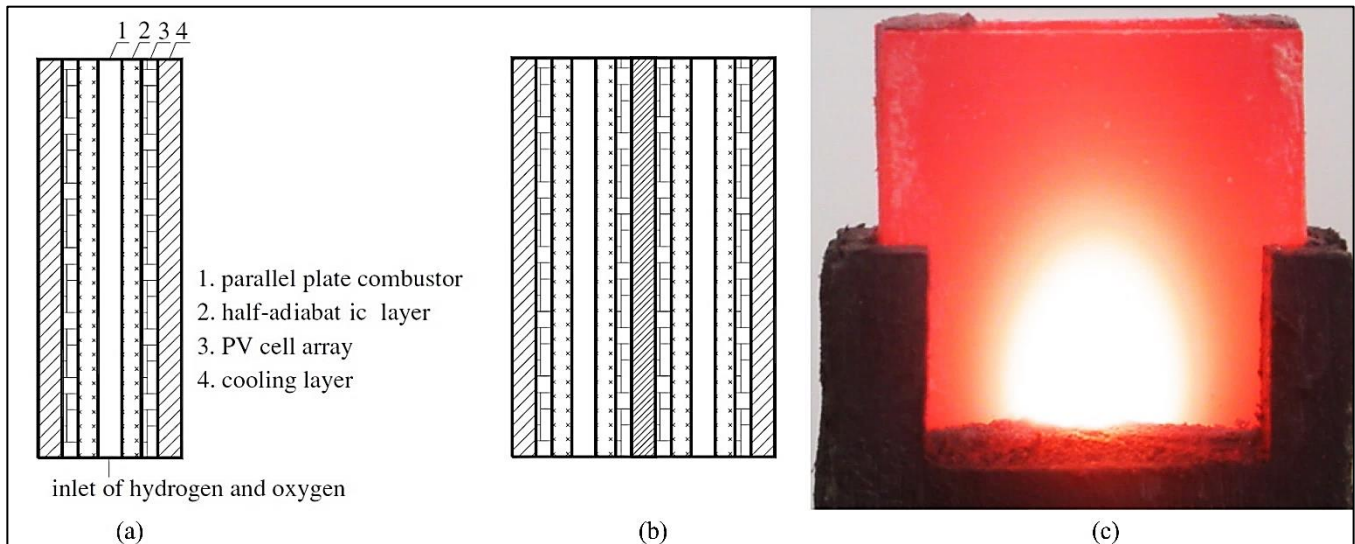 1 2 3 4
1. parallel plate combustor
2. half-adiabat ic layer
3. PV cell array
4. cooling layer
inlet of hydrogen and oxygen
(a)
(b)
(c)